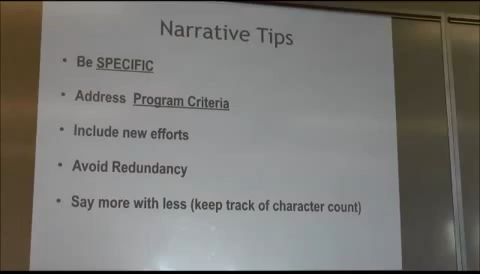 Narrative Tips
• Be SPECIFIC
• Address Program Criteria
• Include new efforts
• Avoid Redundancy
• Say more with less (keep track of character count)